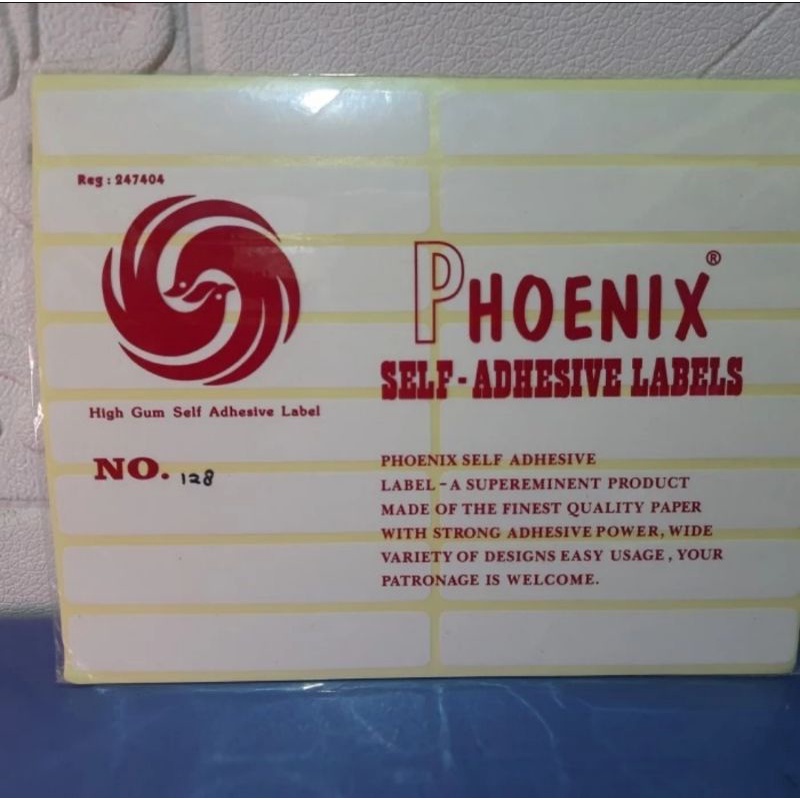 Reg : 247404
PHOENIX®
SELF-ADHESIVE LABELS
High Gum Self Adhesive Label
NO. 128
PHOENIX SELF ADHESIVE
LABEL-A SUPEREMINENT PRODUCT
MADE OF THE FINEST QUALITY PAPER
WITH STRONG ADHESIVE POWER, WIDE
VARIETY OF DESIGNS EASY USAGE, YOUR
PATRONAGE IS WELCOME.